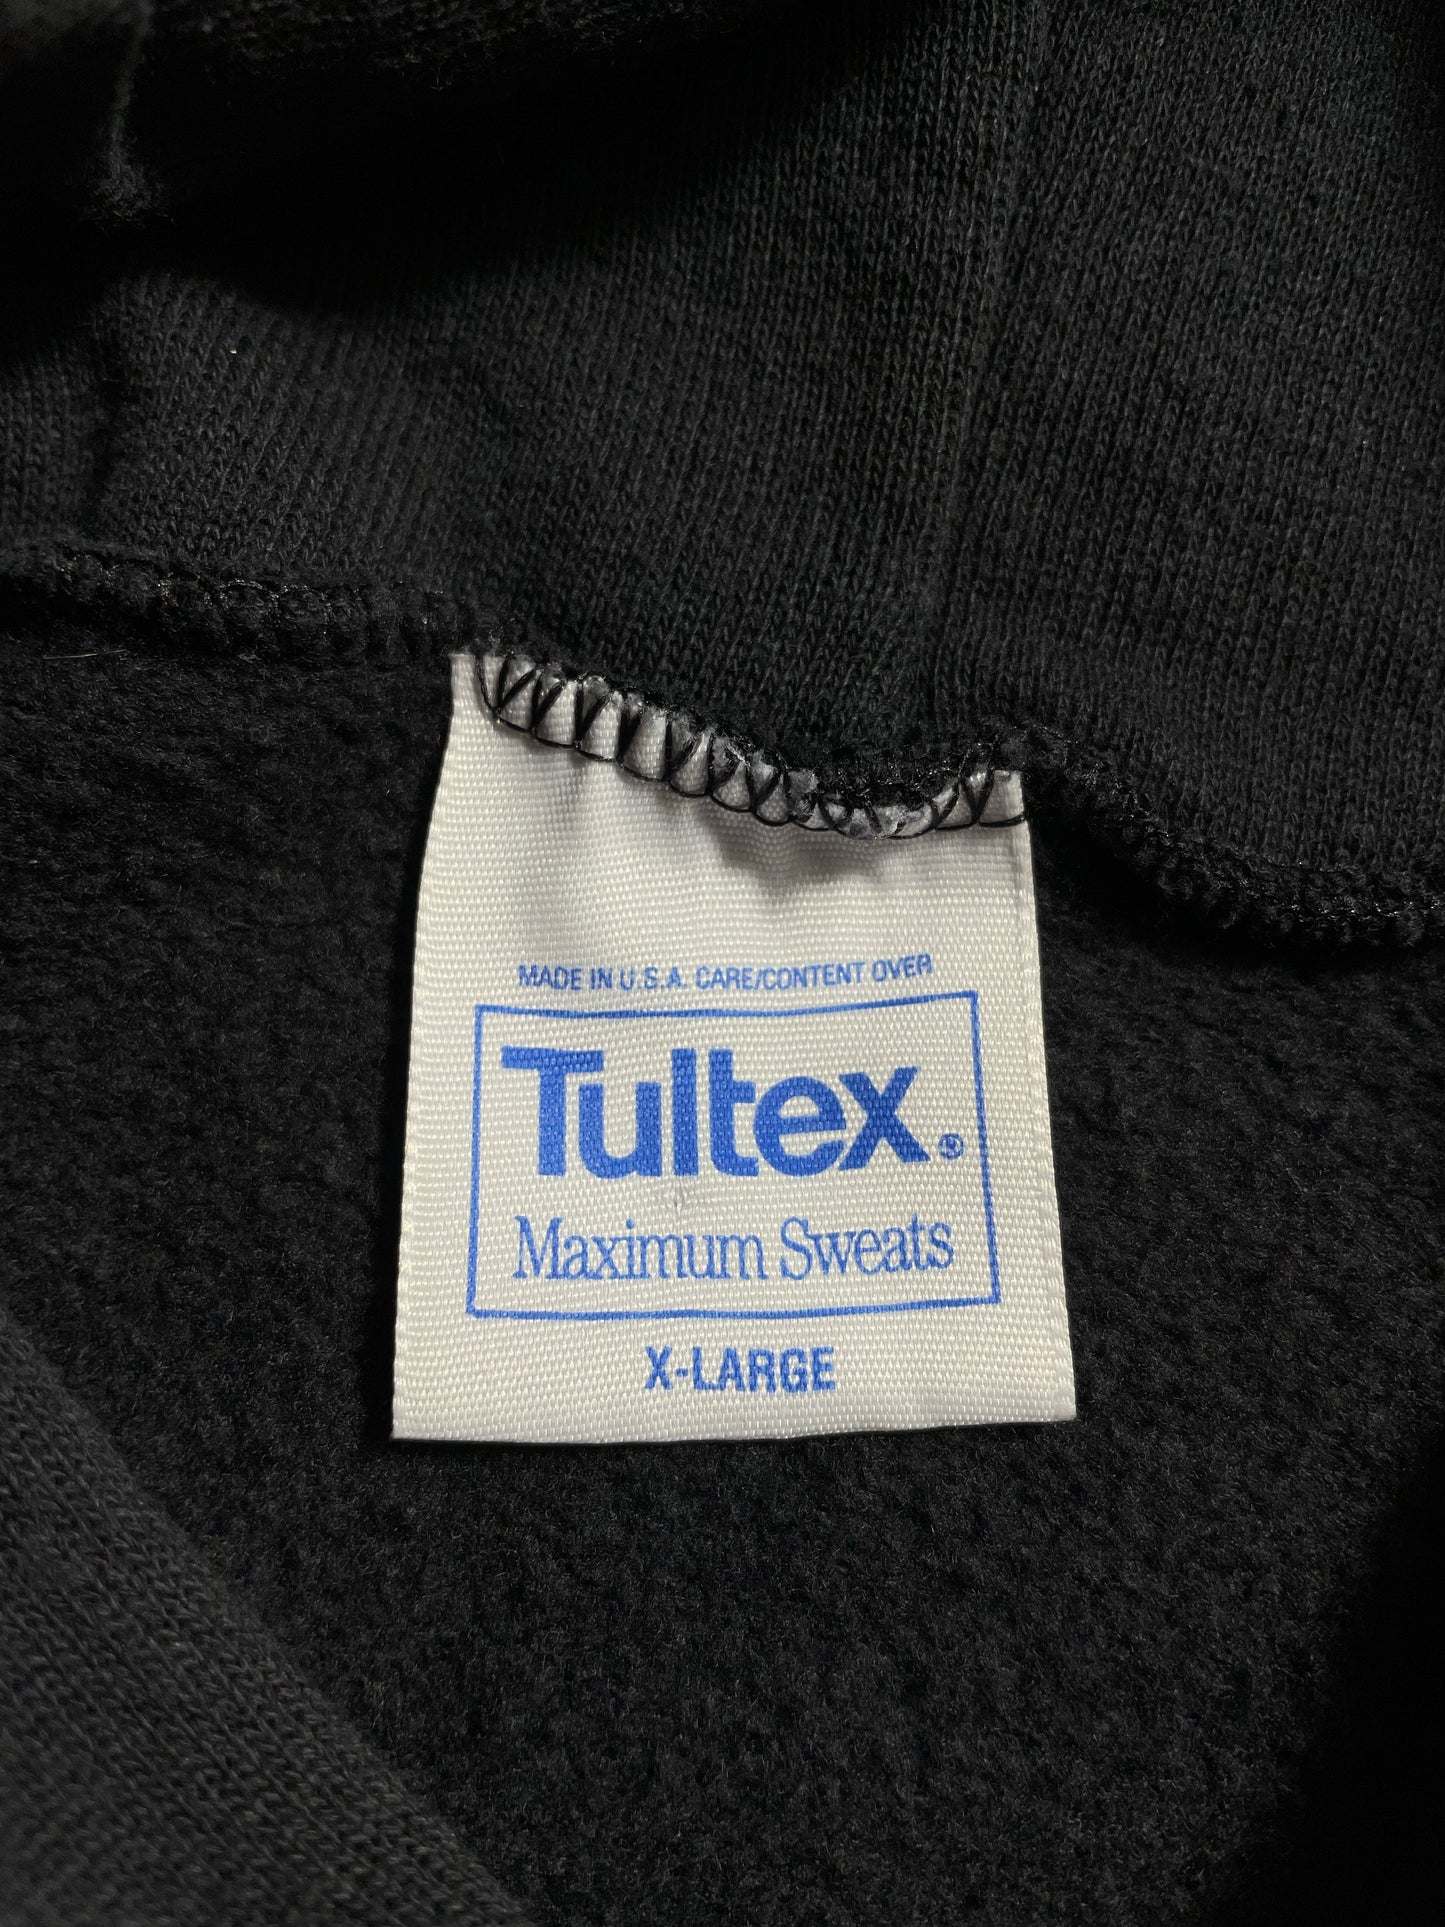 MADE IN U.S.A. CARE/CONTENT OVER
Tultex®
Maximum Sweats
X-LARGE